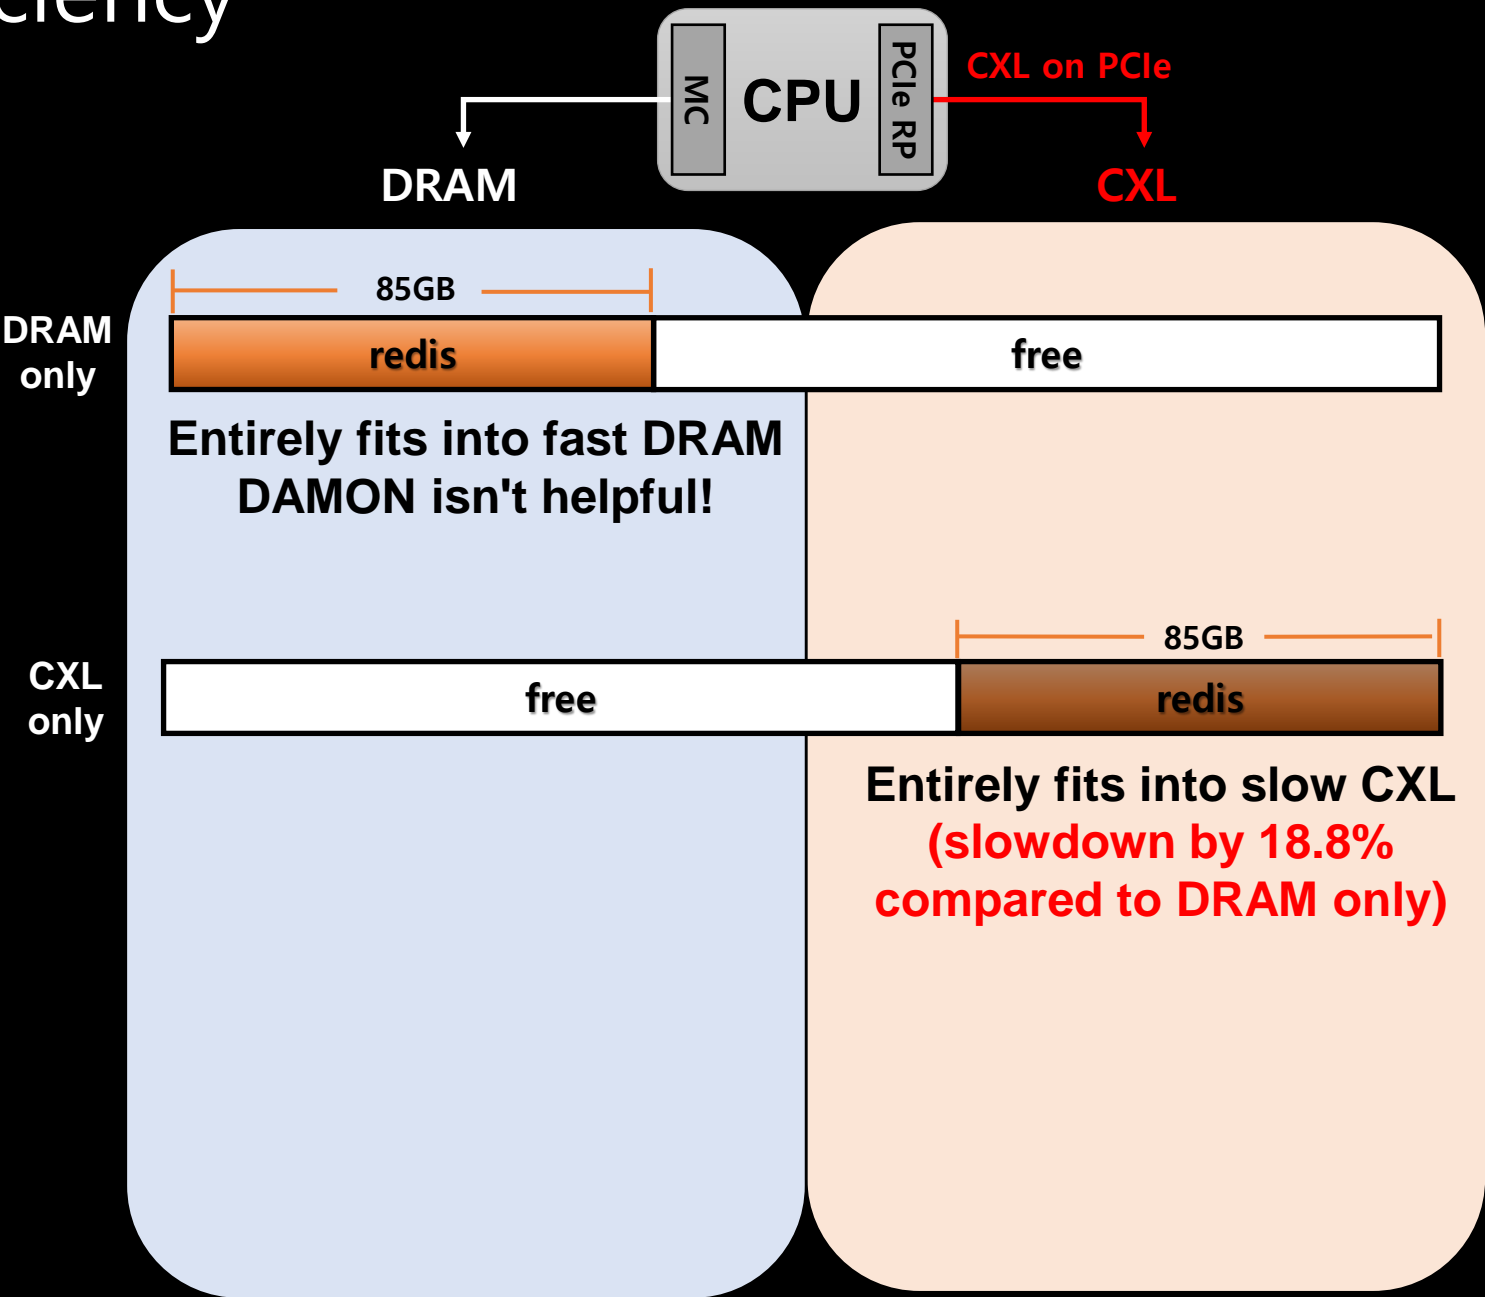 MC
CPU
PCIe RP
CXL on PCIe
DRAM
CXL
85GB
DRAM
only
redis
free
Entirely fits into fast DRAM
DAMON isn't helpful!
85GB
CXL
only
free
redis
Entirely fits into slow CXL
(slowdown by 18.8%
compared to DRAM only)